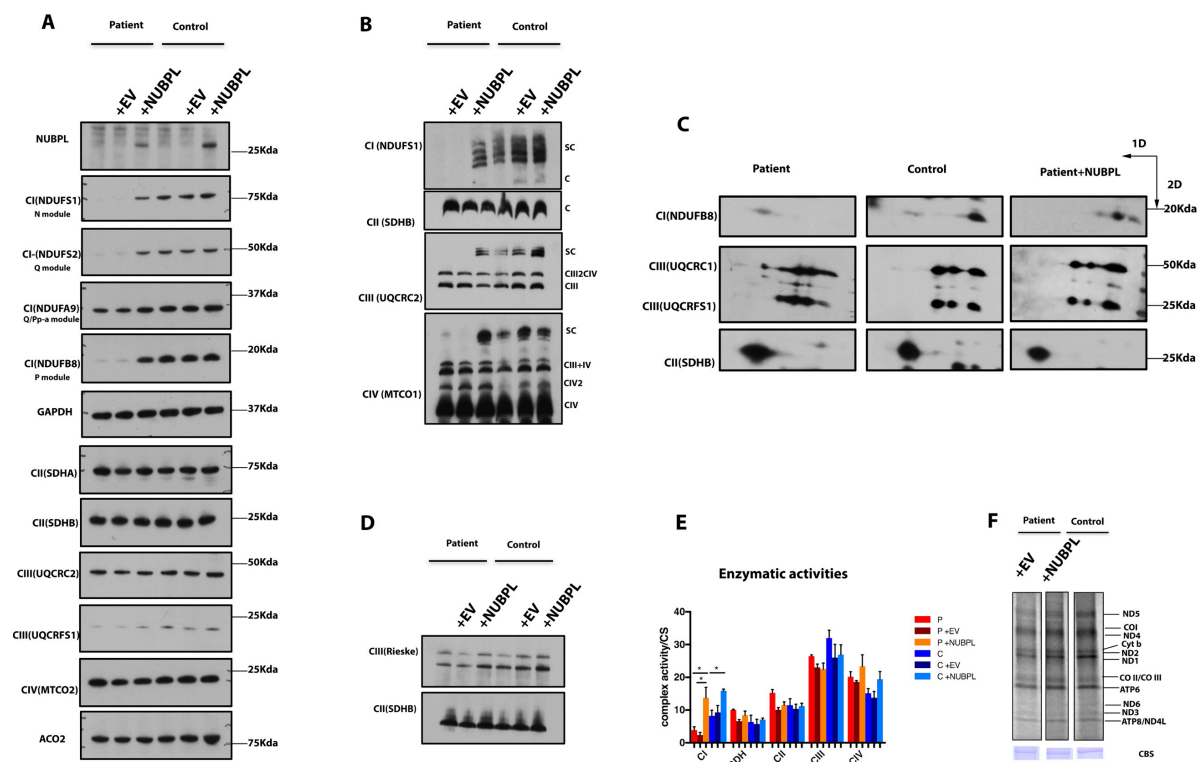 A
Patient Control
+EV
+NUBPL
+EV
+NUBPL
NUBPL
25Kda
CI(NDUFS1)
N module
75Kda
CI-(NDUFS2)
Q module
50Kda
CI(NDUFA9)
Q/Pp-a module
37Kda
CI(NDUFB8)
P module
20Kda
GAPDH
37Kda
CII(SDHA)
75Kda
CII(SDHB)
25Kda
CIII(UQCRC2)
50Kda
CIII(UQCRFS1)
25Kda
CIV(MTCO2)
25Kda
ACO2
75Kda
B
Patient Control
+EV
+NUBPL
+EV
+NUBPL
CI (NDUFS1)
SC
C
CII (SDHB)
C
CIII (UQCRC2)
SC
CIII2CIV
CIII
CIV (MTCO1)
SC
CIII+IV
CIV2
CIV
C
1D
2D
Patient Control Patient+NUBPL
CI(NDUFB8)
20Kda
CIII(UQCRC1)
50Kda
CIII(UQCRFS1)
25Kda
CII(SDHB)
25Kda
D
Patient Control
+EV
+NUBPL
+EV
+NUBPL
CIII(Rieske)
CII(SDHB)
E
Enzymatic activities
complex activity/CS
40
30
20
10
0
* *
*
CI
CII
CIII
CIV
P
P +EV
P +NUBPL
C
C +EV
C +NUBPL
F
Patient Control
+EV
+NUBPL
ND5
COI
ND4
Cyt b
ND2
ND1
CO II/CO III
ATP6
ND6
ND3
ATP8/ND4L
CBS